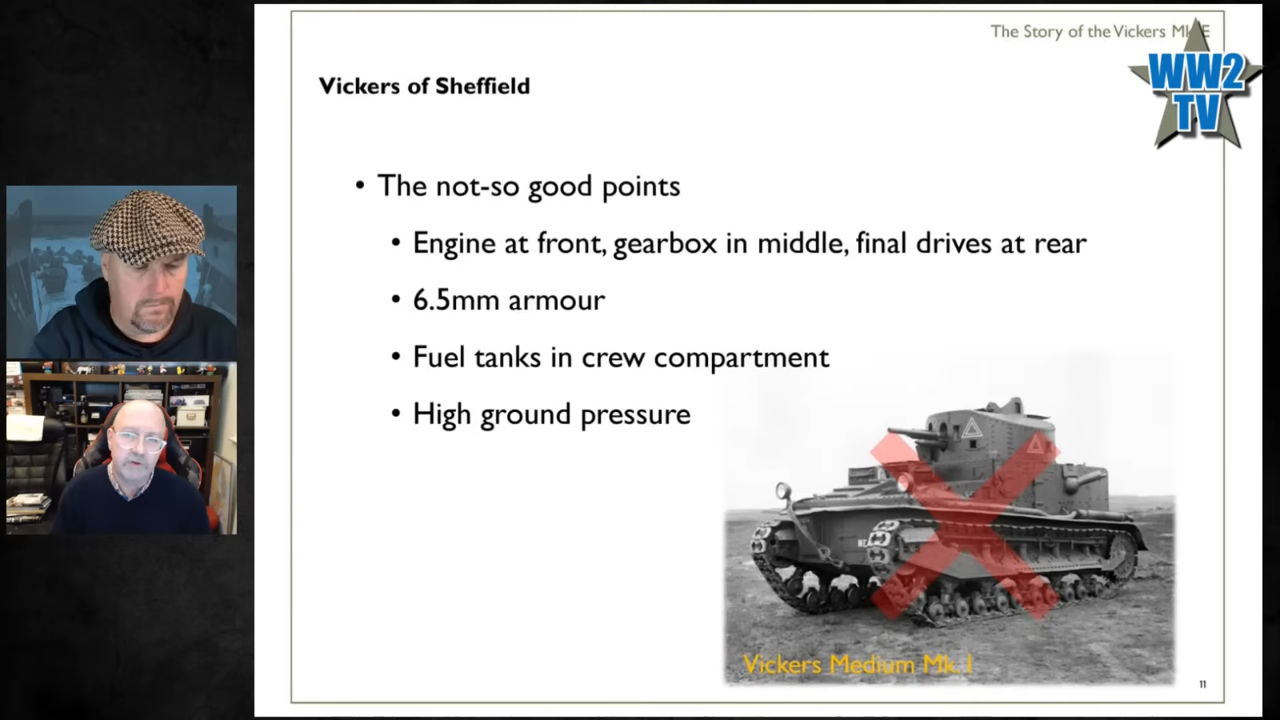 The Story of the Vickers Mk. E
WW2
TV
Vickers of Sheffield
• The not-so good points
• Engine at front, gearbox in middle, final drives at rear
• 6.5mm armour
• Fuel tanks in crew compartment
• High ground pressure
Vickers Medium Mk. I
11